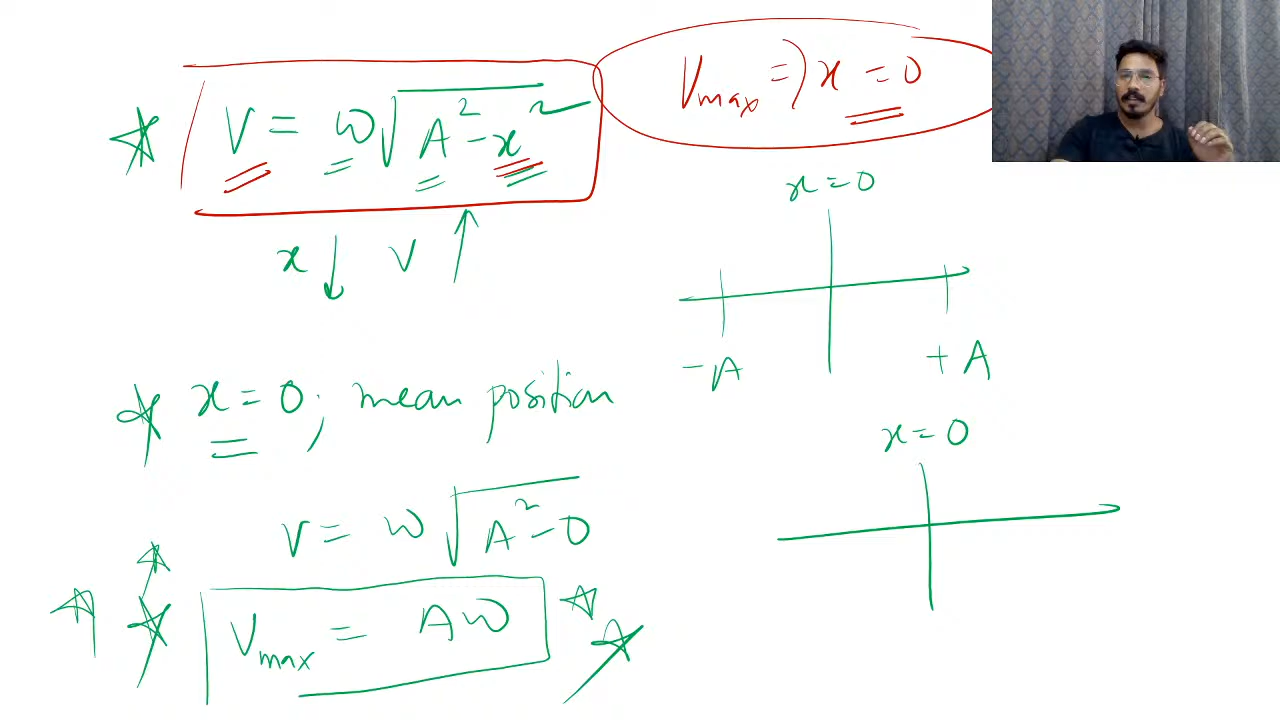 V = ω√A² - x²
Vmax => x = 0
x ↓ V ↑
x = 0
-A
+A
x = 0; mean position
x = 0
V = ω√A² - 0
Vmax = Aω